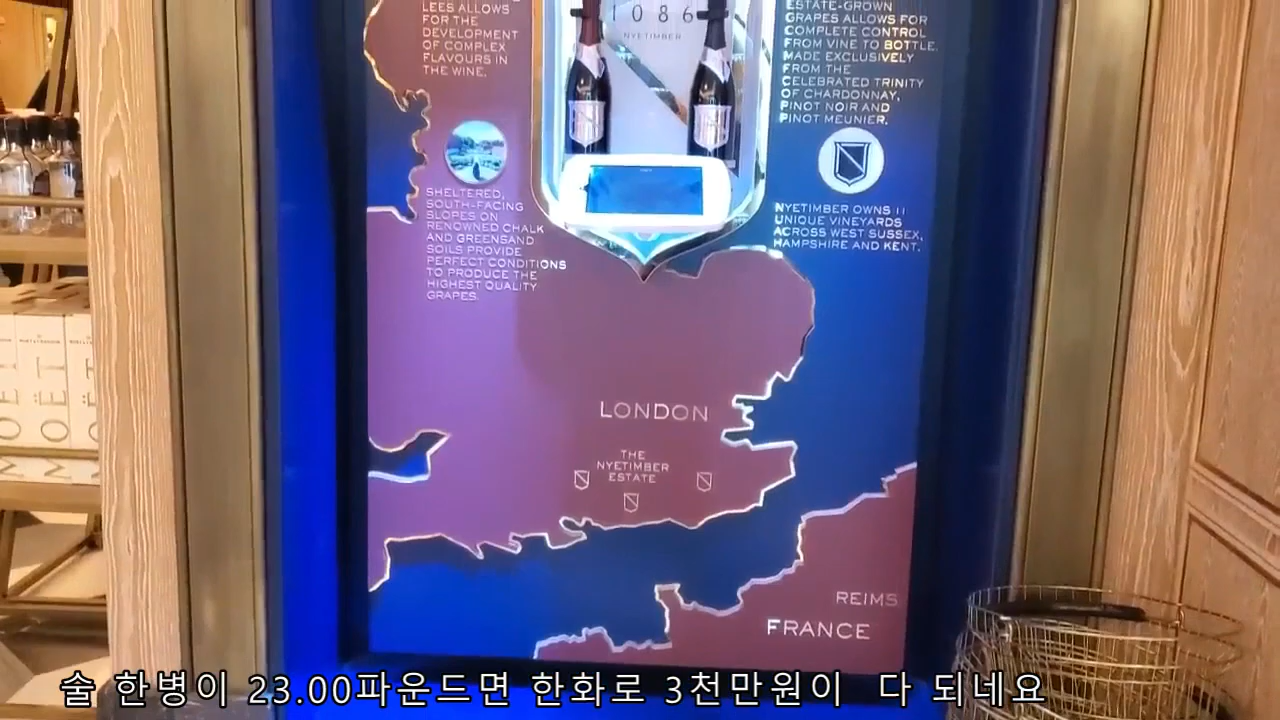 LEES ALLOWS
FOR THE
DEVELOPMENT
OF COMPLEX
FLAVOURS IN
THE WINE.
1086
NYETIMBER
ESTATE-GROWN
GRAPES ALLOWS FOR
COMPLETE CONTROL
FROM VINE TO BOTTLE.
MADE EXCLUSIVELY
FROM THE
CELEBRATED TRINITY
OF CHARDONNAY,
PINOT NOIR AND
PINOT MEUNIER.
SHELTERED,
SOUTH-FACING
SLOPES ON
RENOWNED CHALK
AND GREENSAND
SOILS PROVIDE
PERFECT CONDITIONS
TO PRODUCE THE
HIGHEST QUALITY
GRAPES.
NYETIMBER OWNS 11
UNIQUE VINEYARDS
ACROSS WEST SUSSEX,
HAMPSHIRE AND KENT.
LONDON
THE
NYETIMBER
ESTATE
REIMS
FRANCE
MOËT
MOËT
술 한병이 23.00파운드면 한화로 3천만원이 다 되네요